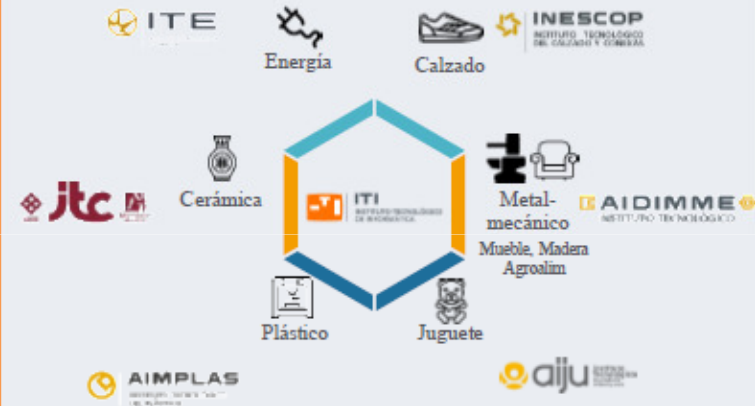 ITE
Energía
Calzado
INESCOP
INSTITUTO TECNOLÓGICO
DEL CALZADO Y CONEXAS
jtc
Cerámica
ITI
INSTITUTO TECNOLÓGICO
DE INFORMÁTICA
Metal-
mecánico
Mueble, Madera
Agroalim
AIDIMME
INSTITUTO TECNOLÓGICO
Plástico
Juguete
AIMPLAS
aiju